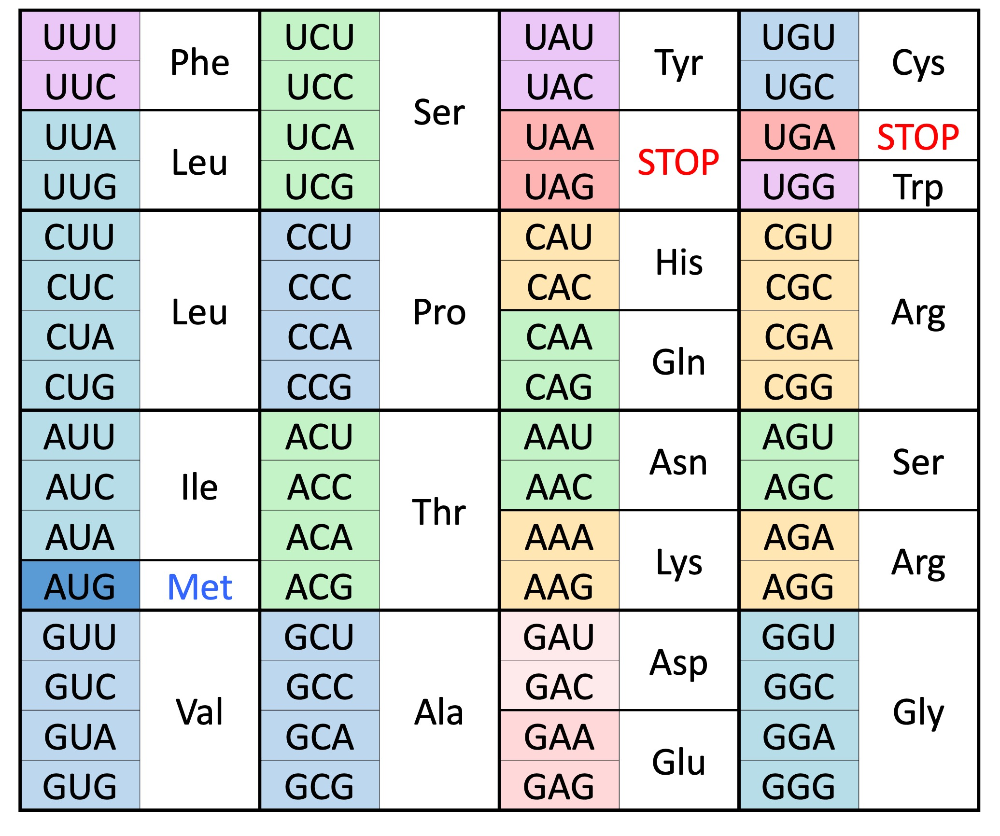 UUU Phe UCU Ser UAU Tyr UGU Cys
UUC UCC UAC UGC
UUA Leu UCA UAA STOP UGA STOP
UUG UCG UAG UGG Trp
CUU Leu CCU Pro CAU His CGU Arg
CUC CCC CAC CGC
CUA CCA CAA Gln CGA
CUG CCG CAG CGG
AUU Ile ACU Thr AAU Asn AGU Ser
AUC ACC AAC AGC
AUA ACA AAA Lys AGA Arg
AUG Met ACG AAG AGG
GUU Val GCU Ala GAU Asp GGU Gly
GUC GCC GAC GGC
GUA GCA GAA Glu GGA
GUG GCG GAG GGG